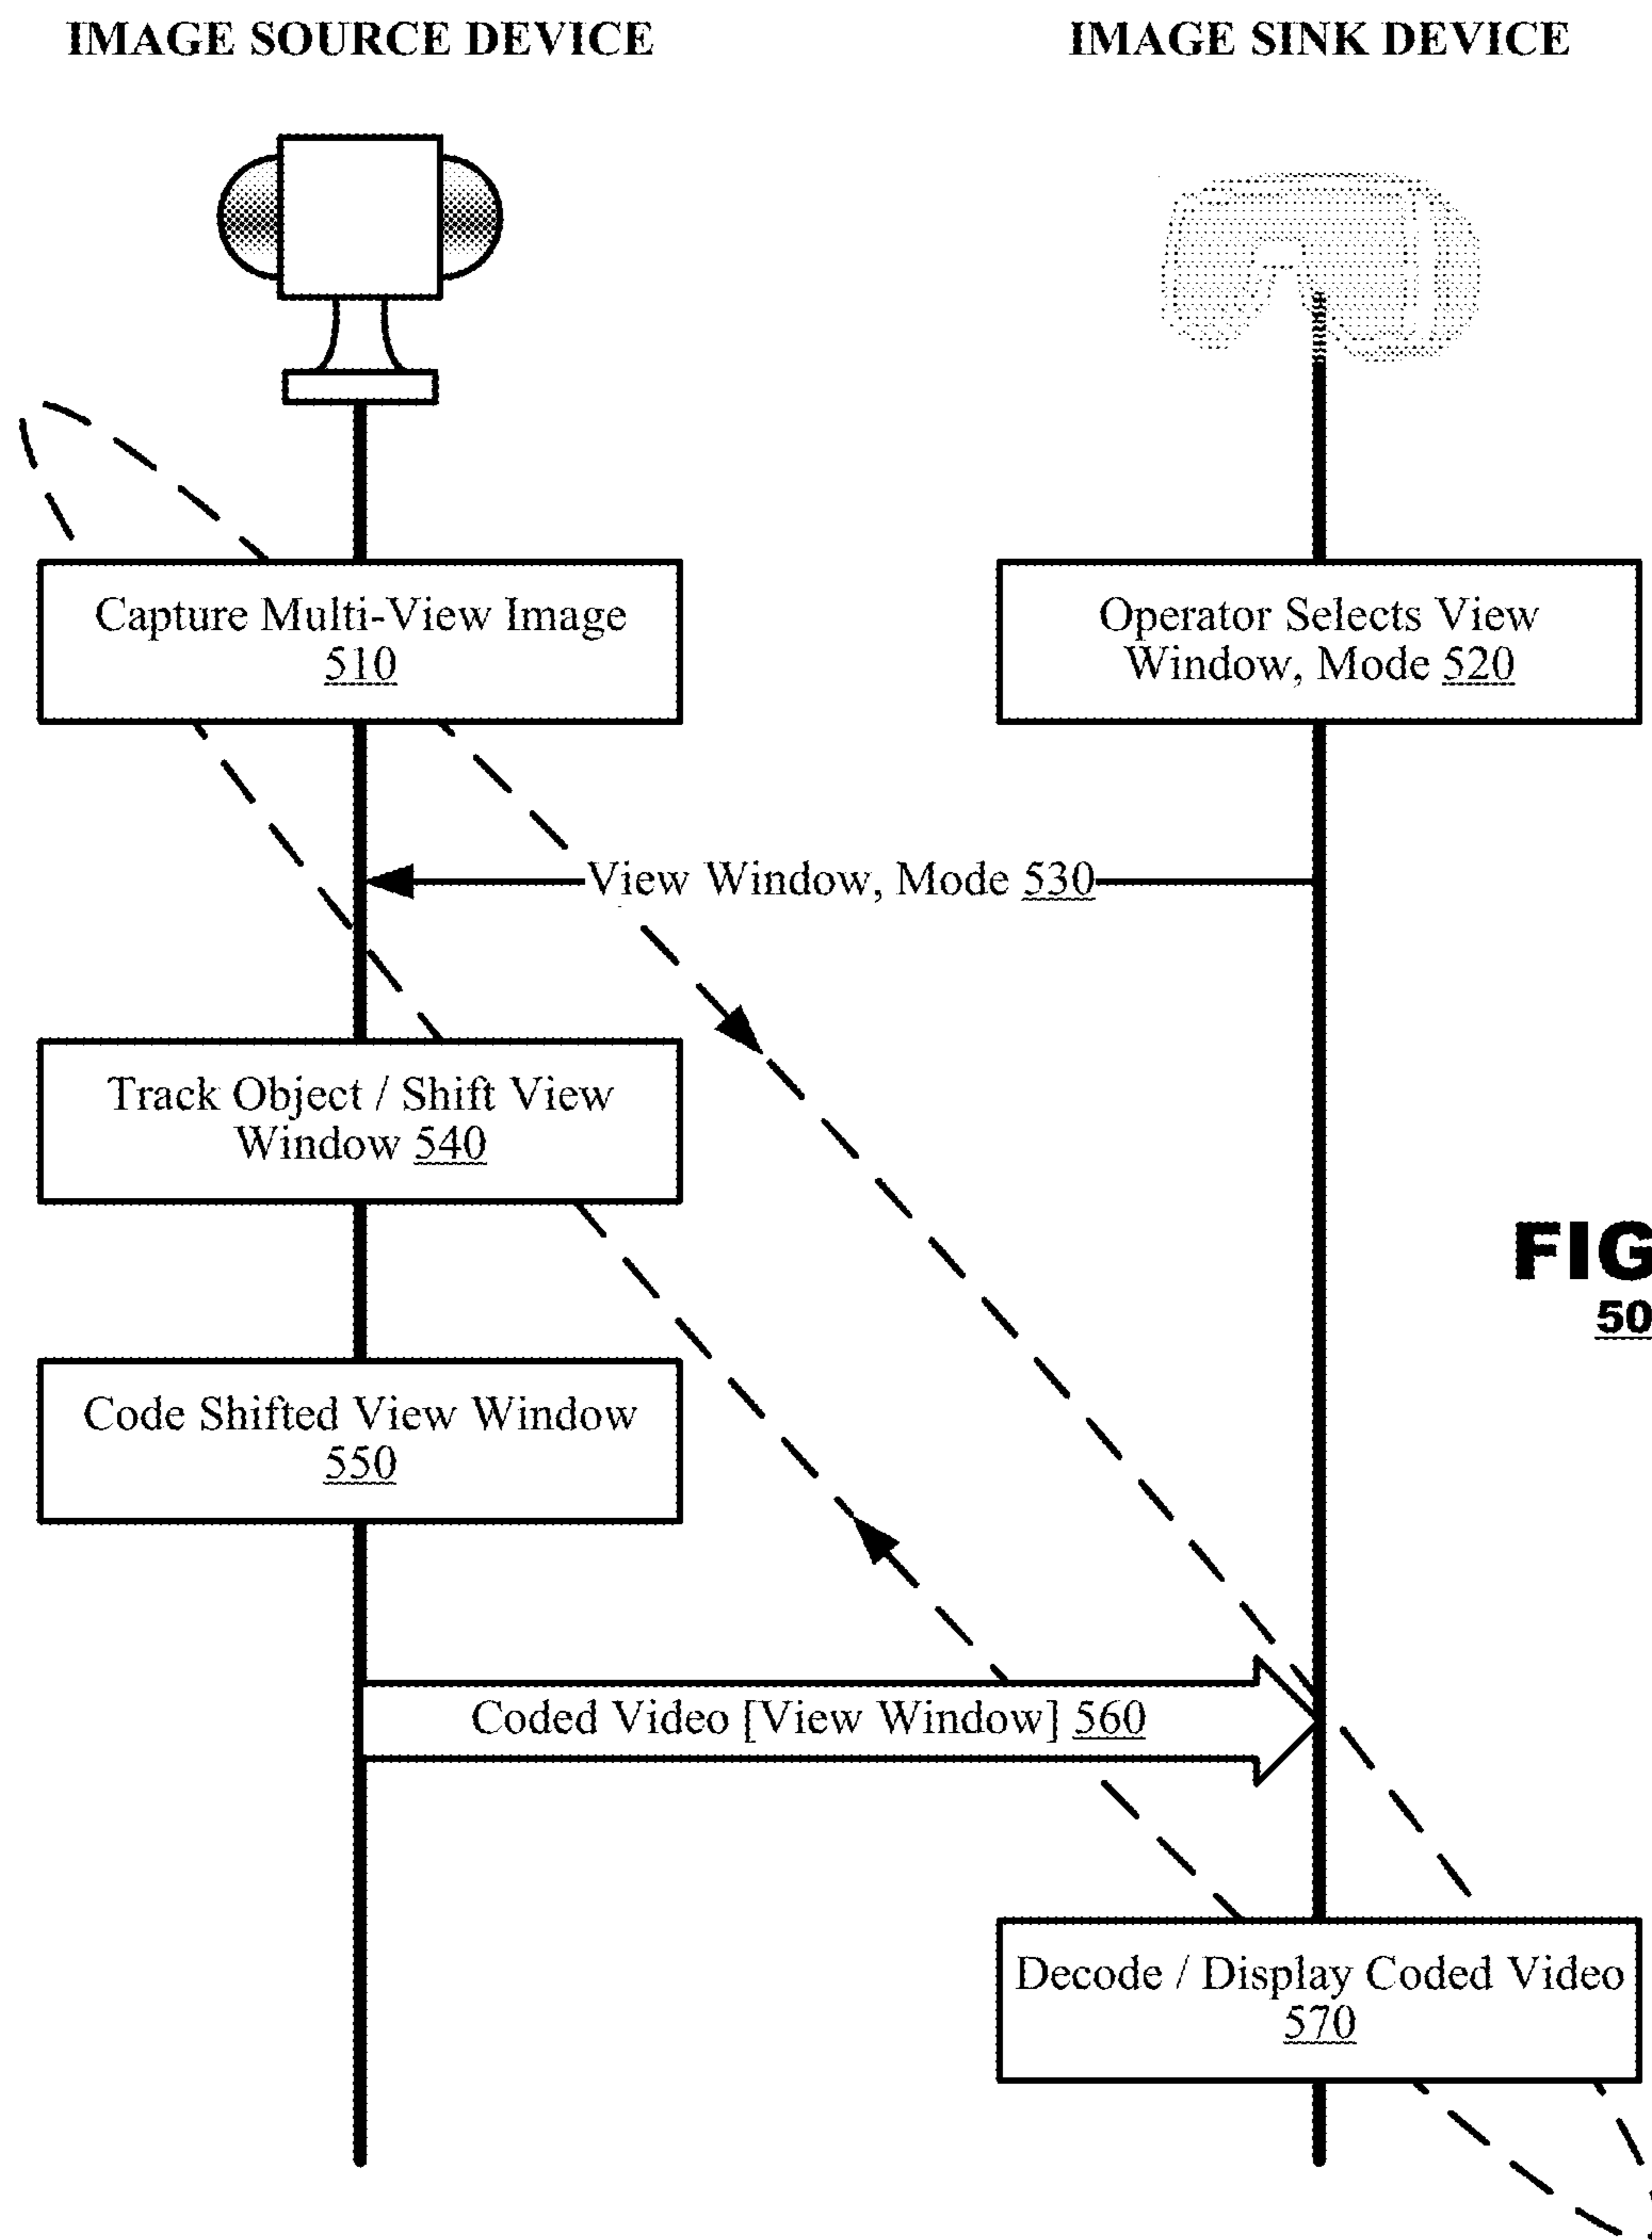 IMAGE SOURCE DEVICE
IMAGE SINK DEVICE
Capture Multi-View Image
510
Operator Selects View
Window, Mode 520
View Window, Mode 530
Track Object / Shift View
Window 540
FIG
50
Code Shifted View Window
550
Coded Video [View Window] 560
Decode / Display Coded Video
570